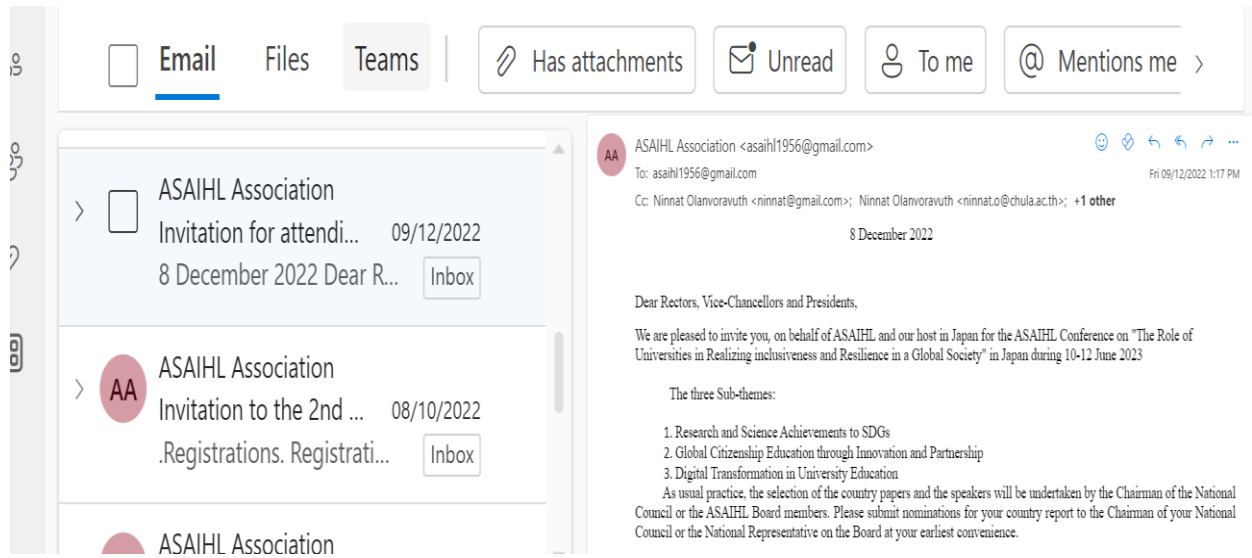 Email Files Teams Has attachments Unread To me @ Mentions me
ASAIHL Association
Invitation for attendi... 09/12/2022
8 December 2022 Dear R... Inbox
AA ASAIHL Association
Invitation to the 2nd ... 08/10/2022
.Registrations. Registrati... Inbox
ASAIHL Association
AA ASAIHL Association <asaihl1956@gmail.com>
To: asaihl1956@gmail.com Fri 09/12/2022 1:17 PM
Cc: Ninnat Olanvoravuth <ninnat@gmail.com>; Ninnat Olanvoravuth <ninnat.o@chula.ac.th>; +1 other
8 December 2022
Dear Rectors, Vice-Chancellors and Presidents,
We are pleased to invite you, on behalf of ASAIHL and our host in Japan for the ASAIHL Conference on "The Role of
Universities in Realizing inclusiveness and Resilience in a Global Society" in Japan during 10-12 June 2023
The three Sub-themes:
1. Research and Science Achievements to SDGs
2. Global Citizenship Education through Innovation and Partnership
3. Digital Transformation in University Education
As usual practice, the selection of the country papers and the speakers will be undertaken by the Chairman of the National
Council or the ASAIHL Board members. Please submit nominations for your country report to the Chairman of your National
Council or the National Representative on the Board at your earliest convenience.